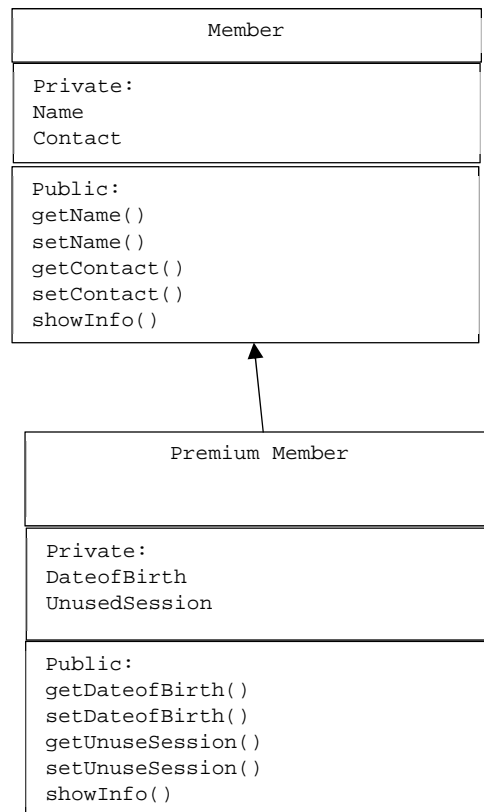 Member
Private:
Name
Contact
Public:
getName()
setName()
getContact()
setContact()
showInfo()
Premium Member
Private:
DateofBirth
UnusedSession
Public:
getDateofBirth()
setDateofBirth()
getUnuseSession()
setUnuseSession()
showInfo()